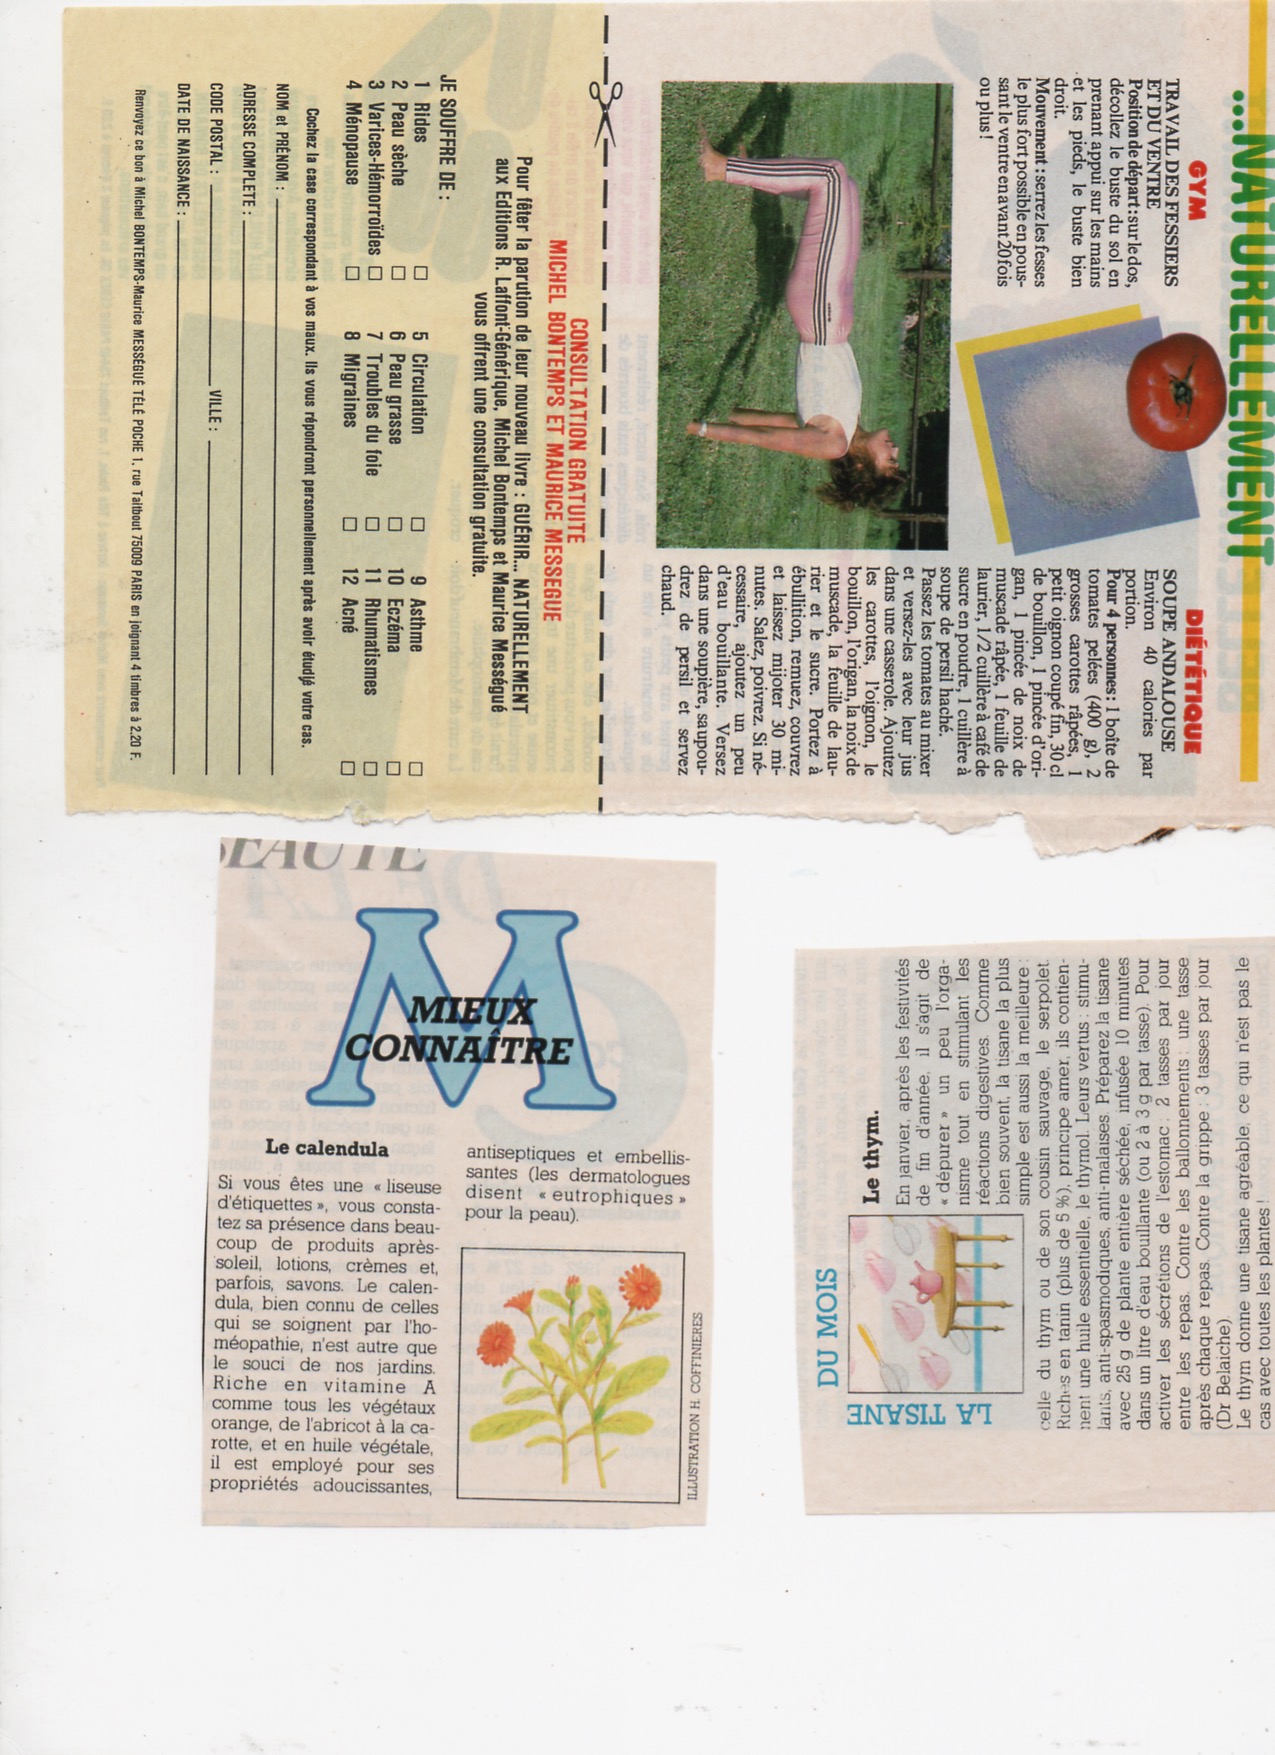 ...NATURELLEMENT
GYM
TRAVAIL DES FESSIERS
ET DU VENTRE
Position de départ: sur le dos,
décollez le buste du sol en
prenant appui sur les mains
et les pieds, le buste bien
droit.
Mouvement: serrez les fesses
le plus fort possible en pous-
sant le ventre en avant 20 fois
ou plus!
DIÉTÉTIQUE
SOUPE ANDALOUSE
Environ 40 calories par
portion.
Pour 4 personnes: 1 boîte de
tomates pelées (400 g), 2
grosses carottes râpées, 1
petit oignon coupé fin, 30 cl
de bouillon, 1 pincée d'ori-
gan, 1 pincée de noix de
muscade râpée, 1 feuille de
laurier, 1/2 cuillère à café de
sucre en poudre, 1 cuillère à
soupe de persil haché.
Passez les tomates au mixer
et versez-les avec leur jus
dans une casserole. Ajoutez
les carottes, l'oignon, le
bouillon, l'origan, la noix de
muscade, la feuille de lau-
rier et le sucre. Portez à
ébullition, remuez, couvrez
et laissez mijoter 30 mi-
nutes. Salez, poivrez. Si né-
cessaire, ajoutez un peu
d'eau bouillante. Versez
dans une soupière, saupou-
drez de persil et servez
chaud.
CONSULTATION GRATUITE
MICHEL BONTEMPS ET MAURICE MESSEGUE
Pour fêter la parution de leur nouveau livre : GUÉRIR... NATURELLEMENT
aux Editions R. Laffont-Générique, Michel Bontemps et Maurice Mességué
vous offrent une consultation gratuite.
JE SOUFFRE DE :
1 Rides □ 5 Circulation □ 9 Asthme □
2 Peau sèche □ 6 Peau grasse □ 10 Eczéma □
3 Varices-Hémorroïdes □ 7 Troubles du foie □ 11 Rhumatismes □
4 Ménopause □ 8 Migraines □ 12 Acné □
Cochez la case correspondant à vos maux. Ils vous répondront personnellement après avoir étudié votre cas.
NOM et PRÉNOM :
ADRESSE COMPLETE :
CODE POSTAL : VILLE :
DATE DE NAISSANCE :
Renvoyez ce bon à Michel BONTEMPS-Maurice MESSÉGUÉ TÉLÉ POCHE 1, rue Taitbout 75009 PARIS en joignant 4 timbres à 2,20 F.
BEAUTÉ
M
MIEUX
CONNAÎTRE
Le calendula
Si vous êtes une « liseuse
d'étiquettes », vous consta-
tez sa présence dans beau-
coup de produits après-
soleil, lotions, crèmes et,
parfois, savons. Le calen-
dula, bien connu de celles
qui se soignent par l'ho-
méopathie, n'est autre que
le souci de nos jardins.
Riche en vitamine A
comme tous les végétaux
orange, de l'abricot à la ca-
rotte, et en huile végétale,
il est employé pour ses
propriétés adoucissantes,
antiseptiques et embellis-
santes (les dermatologues
disent « eutrophiques »
pour la peau).
ILLUSTRATION H. COFFINIERES
LA TISANE
DU MOIS
Le thym.
En janvier, après les festivités
de fin d'année, il s'agit de
« dépurer » un peu l'orga-
nisme tout en stimulant les
réactions digestives. Comme
bien souvent, la tisane la plus
simple est aussi la meilleure :
celle du thym ou de son cousin sauvage, le serpolet.
Riches en tanin (plus de 5 %), principe amer, ils contien-
nent une huile essentielle, le thymol. Leurs vertus : stimu-
lants, anti-spasmodiques, anti-malaises. Préparez la tisane
avec 25 g de plante entière séchée, infusée 10 minutes
dans un litre d'eau bouillante (ou 2 à 3 g par tasse). Pour
activer les sécrétions de l'estomac : 2 tasses par jour
entre les repas. Contre les ballonnements : une tasse
après chaque repas. Contre la grippe : 3 tasses par jour
(Dr Belaiche).
Le thym donne une tisane agréable, ce qui n'est pas le
cas avec toutes les plantes !